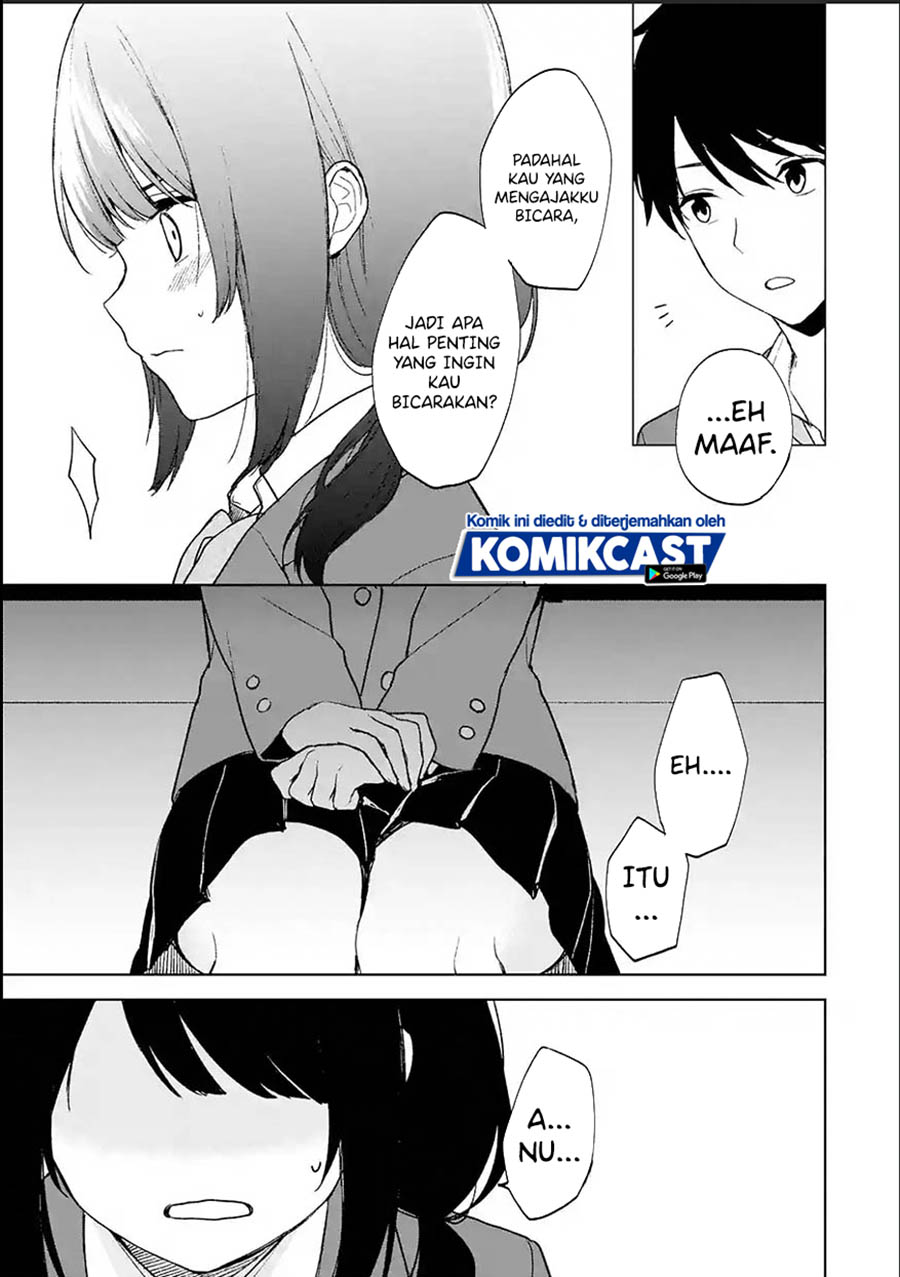 ...EH
MAAF.
PADAHAL
KAU YANG
MENGAJAKKU
BICARA,
JADI APA
HAL PENTING
YANG INGIN
KAU
BICARAKAN?
Komik ini diedit & diterjemahkan oleh
KOMIKCAST
GET IT ON
Google Play
EH....
ITU
...
A...
NU...